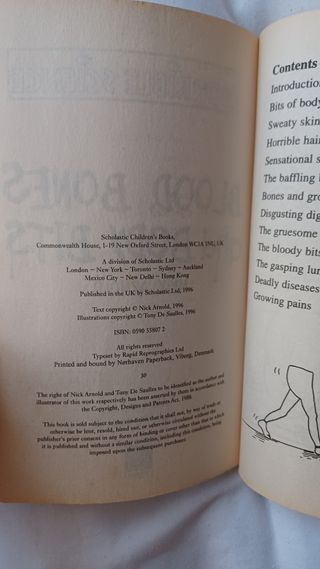 Scholastic Children's Books,
Commonwealth House, 1-19 New Oxford Street, London WC1A 1NU, UK
A division of Scholastic Ltd
London ~ New York ~ Toronto ~ Sydney ~ Auckland
Mexico City ~ New Delhi ~ Hong Kong
Published in the UK by Scholastic Ltd, 1996
Text copyright © Nick Arnold, 1996
Illustrations copyright © Tony De Saulles, 1996
ISBN: 0590 55807 2
All rights reserved
Typeset by Rapid Reprographics Ltd
Printed and bound by Nørhaven Paperback, Viborg, Denmark
30
The right of Nick Arnold and Tony De Saulles to be identified as the author and
illustrator of this work respectively has been asserted by them in accordance with
the Copyright, Designs and Patents Act, 1988.
This book is sold subject to the condition that it shall not, by way of trade or
otherwise be lent, resold, hired out, or otherwise circulated without the
publisher's prior consent in any form of binding or cover other than that in which
it is published and without a similar condition, including this condition, being
imposed upon the subsequent purchaser.
Contents
Introduction
Bits of body
Sweaty skin
Horrible hair
Sensational s
The baffling b
Bones and gro
Disgusting dig
The gruesome
The bloody bits
The gasping lun
Deadly diseases
Growing pains